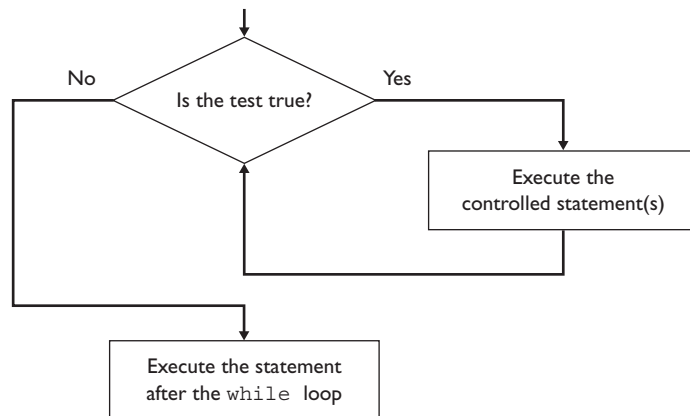 No
Is the test true?
Yes
Execute the
controlled statement(s)
Execute the statement
after the while loop